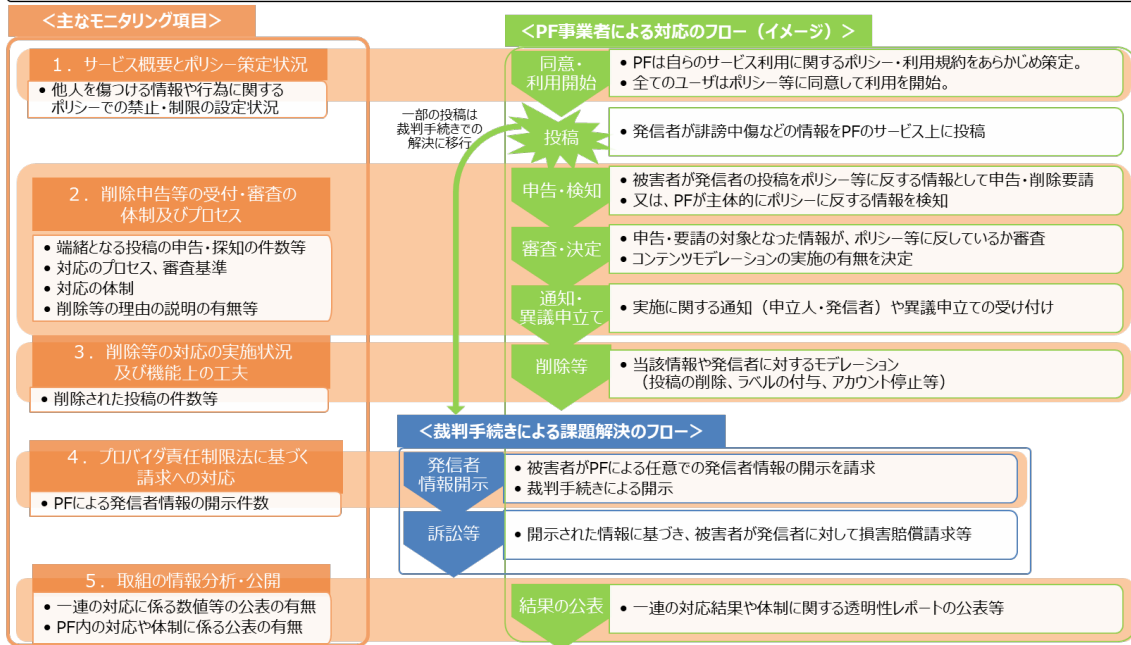 ＜主なモニタリング項目＞
１．サービス概要とポリシー策定状況
• 他人を傷つける情報や行為に関する
ポリシーでの禁止・制限の設定状況
２．削除申告等の受付・審査の
体制及びプロセス
• 端緒となる投稿の申告・探知の件数等
• 対応のプロセス、審査基準
• 対応の体制
• 削除等の理由の説明の有無等
３．削除等の対応の実施状況
及び機能上の工夫
• 削除された投稿の件数等
４．プロバイダ責任制限法に基づく
請求への対応
• PFによる発信者情報の開示件数
５．取組の情報分析・公開
• 一連の対応に係る数値等の公表の有無
• PF内の対応や体制に係る公表の有無
＜PF事業者による対応のフロー（イメージ）＞
同意・
利用開始
• PFは自らのサービス利用に関するポリシー・利用規約をあらかじめ策定。
• 全てのユーザはポリシー等に同意して利用を開始。
一部の投稿は
裁判手続きでの
解決に移行
投稿
• 発信者が誹謗中傷などの情報をPFのサービス上に投稿
申告・検知
• 被害者が発信者の投稿をポリシー等に反する情報として申告・削除要請
• 又は、PFが主体的にポリシーに反する情報を検知
審査・決定
• 申告・要請の対象となった情報が、ポリシー等に反しているか審査
• コンテンツモデレーションの実施の有無を決定
通知・
異議申立て
• 実施に関する通知（申立人・発信者）や異議申立ての受け付け
削除等
• 当該情報や発信者に対するモデレーション
（投稿の削除、ラベルの付与、アカウント停止等）
＜裁判手続きによる課題解決のフロー＞
発信者
情報開示
• 被害者がPFによる任意での発信者情報の開示を請求
• 裁判手続きによる開示
訴訟等
• 開示された情報に基づき、被害者が発信者に対して損害賠償請求等
結果の公表
• 一連の対応結果や体制に関する透明性レポートの公表等